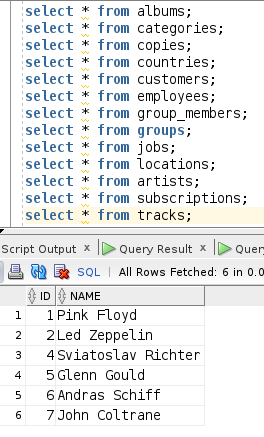 select * from albums;
select * from categories;
select * from copies;
select * from countries;
select * from customers;
select * from employees;
select * from group_members;
select * from groups;
select * from jobs;
select * from locations;
select * from artists;
select * from subscriptions;
select * from tracks;
Script Output x Query Result x Query
SQL | All Rows Fetched: 6 in 0.0
ID NAME
1 1 Pink Floyd
2 2 Led Zeppelin
3 4 Sviatoslav Richter
4 5 Glenn Gould
5 6 Andras Schiff
6 7 John Coltrane